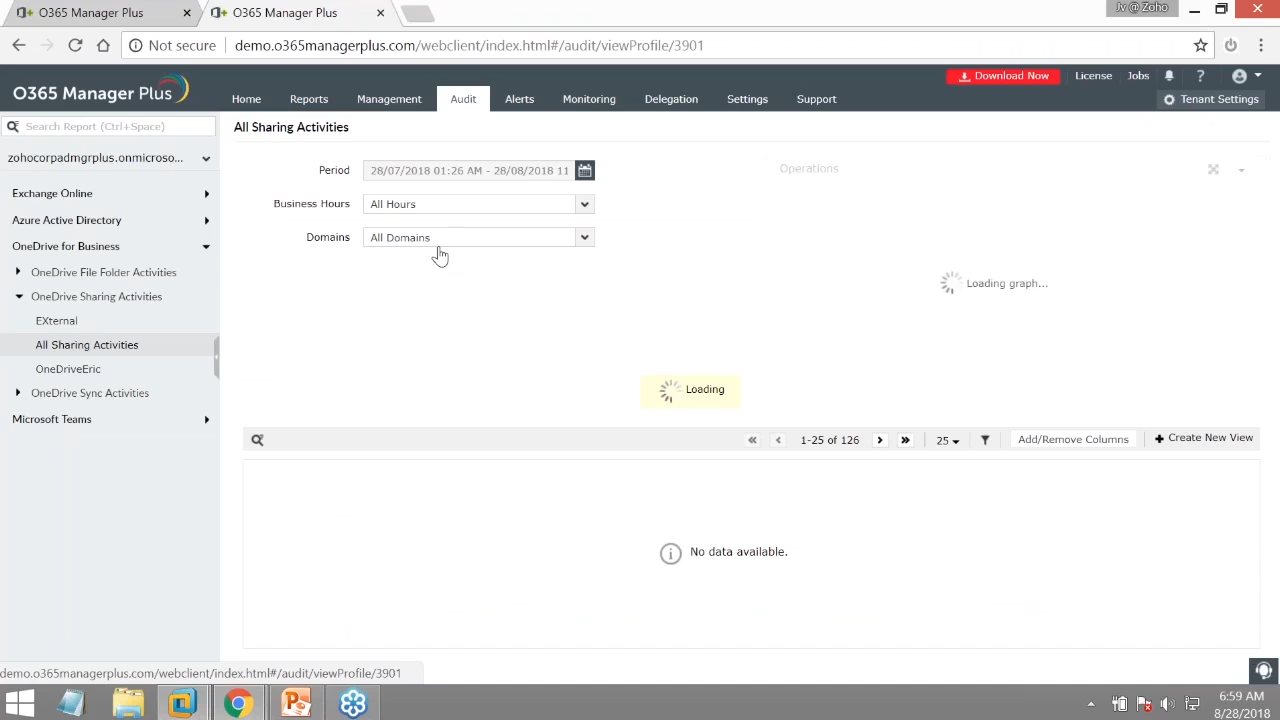 O365 Manager Plus
O365 Manager Plus
Jv @ Zoho
Not secure
demo.o365managerplus.com/webclient/index.html#/audit/viewProfile/3901
O365 Manager Plus
Download Now
License
Jobs
?
Home
Reports
Management
Audit
Alerts
Monitoring
Delegation
Settings
Support
Tenant Settings
Search Report (Ctrl+Space)
zohocorpadmgrplus.onmicroso...
Exchange Online
Azure Active Directory
OneDrive for Business
OneDrive File Folder Activities
OneDrive Sharing Activities
EXternal
All Sharing Activities
OneDriveEric
OneDrive Sync Activities
Microsoft Teams
All Sharing Activities
Period
28/07/2018 01:26 AM - 28/08/2018 11
Business Hours
All Hours
Domains
All Domains
Operations
Loading graph...
Loading
1-25 of 126
25
Add/Remove Columns
Create New View
No data available.
demo.o365managerplus.com/webclient/index.html#/audit/viewProfile/3901
6:59 AM
8/28/2018